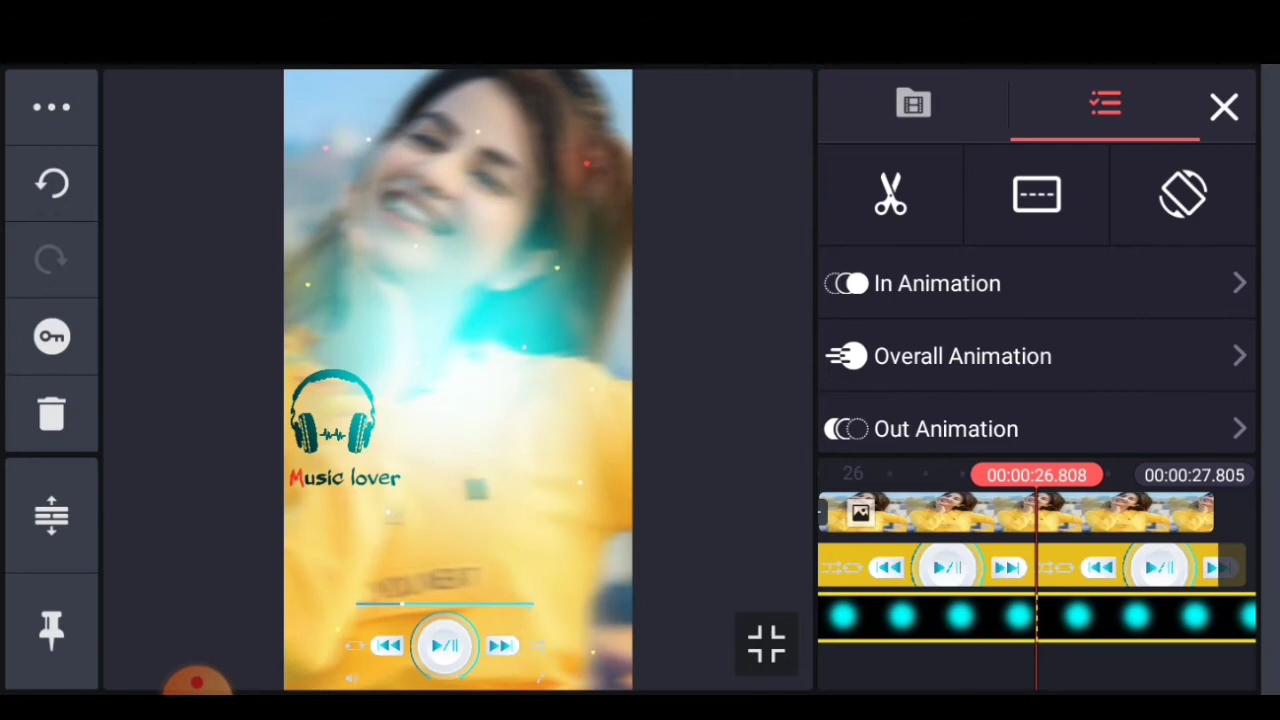 In Animation
Overall Animation
Out Animation
26
00:00:26.808
00:00:27.805
Music lover